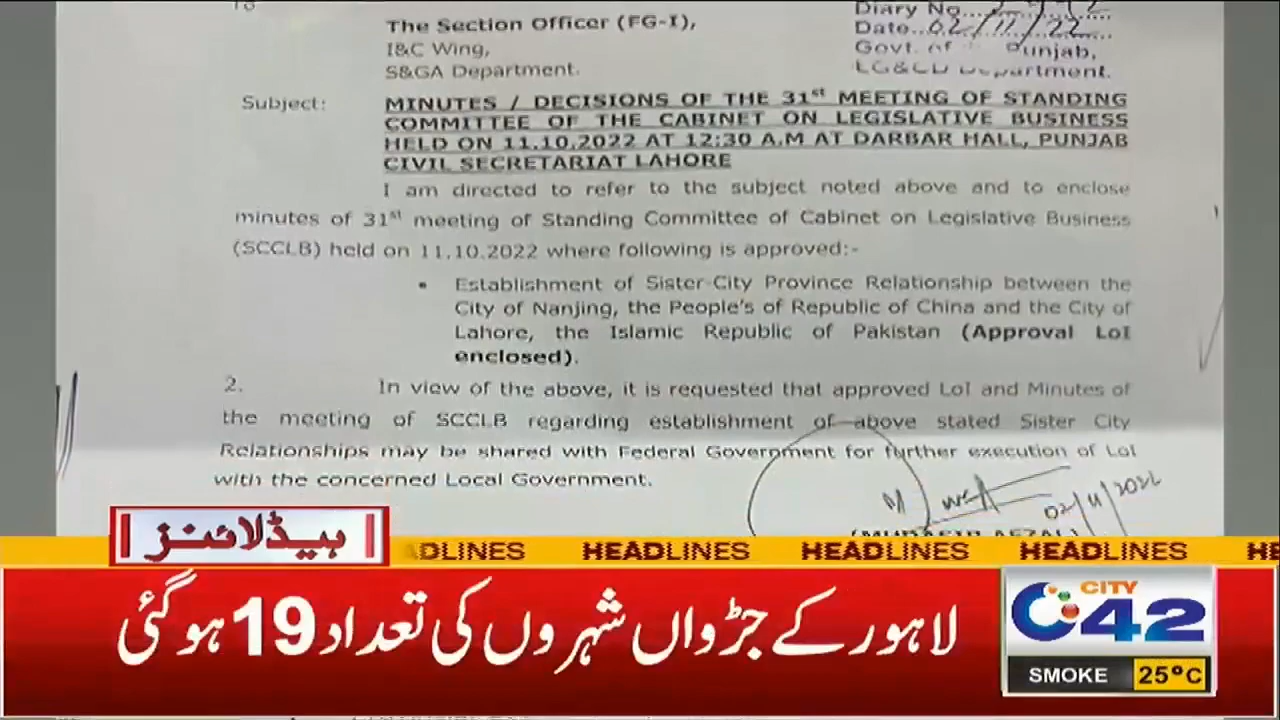 To
The Section Officer (FG-I),
I&C Wing,
S&GA Department.
Diary No.
Date...02/11/22
Govt. of Punjab,
LG&CD Department.
Subject: MINUTES / DECISIONS OF THE 31st MEETING OF STANDING
COMMITTEE OF THE CABINET ON LEGISLATIVE BUSINESS
HELD ON 11.10.2022 AT 12:30 A.M AT DARBAR HALL, PUNJAB
CIVIL SECRETARIAT LAHORE
I am directed to refer to the subject noted above and to enclose
minutes of 31st meeting of Standing Committee of Cabinet on Legislative Business
(SCCLB) held on 11.10.2022 where following is approved:-
• Establishment of Sister-City Province Relationship between the
City of Nanjing, the People's of Republic of China and the City of
Lahore, the Islamic Republic of Pakistan (Approval LoI
enclosed).
2. In view of the above, it is requested that approved LoI and Minutes of
the meeting of SCCLB regarding establishment of above stated Sister City
Relationships may be shared with Federal Government for further execution of LoI
with the concerned Local Government.
02/11/2022
ہیڈلائنز
DLINES HEADLINES HEADLINES HEADLINES HE
لاہور کے جڑواں شہروں کی تعداد 19 ہوگئی
CITY
42
SMOKE 25°C